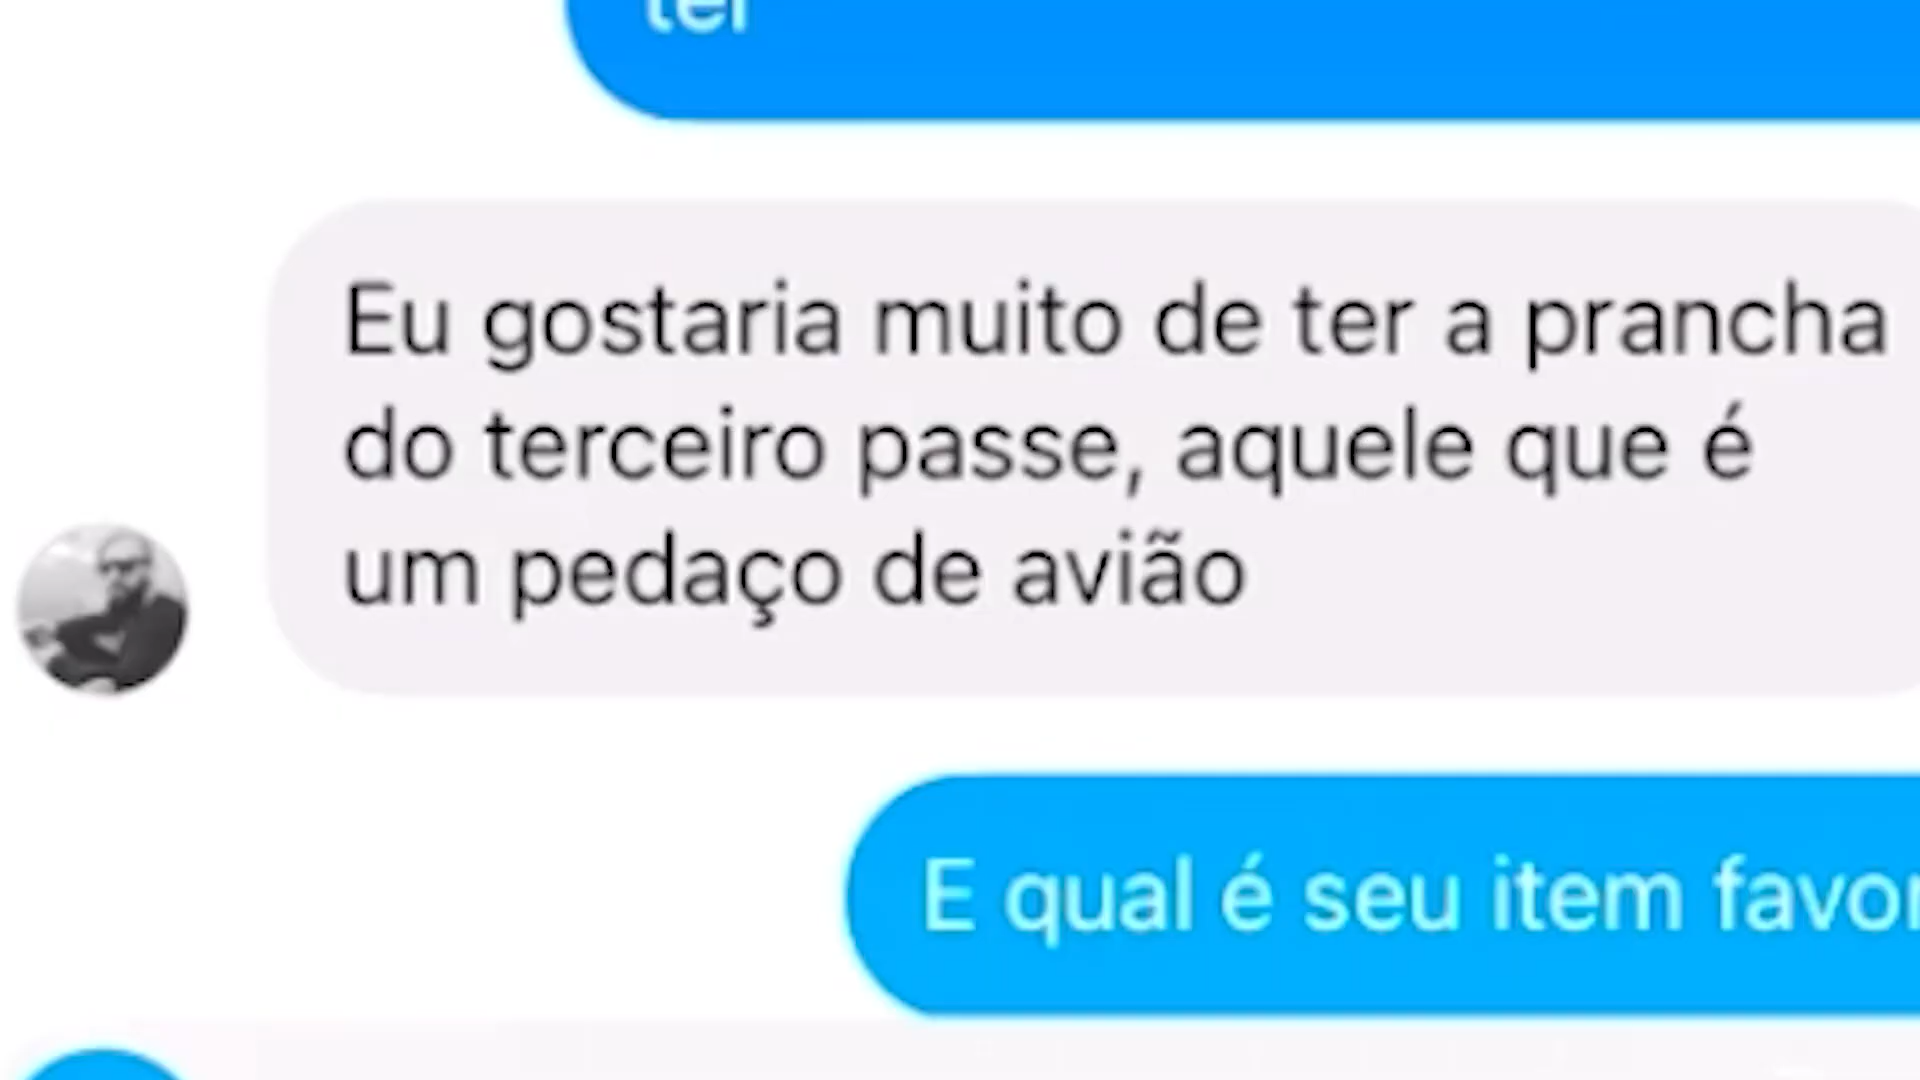 ter
Eu gostaria muito de ter a prancha
do terceiro passe, aquele que é
um pedaço de avião
E qual é seu item